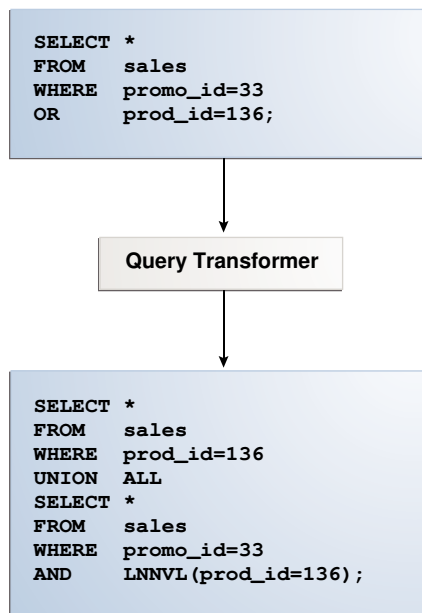 SELECT *
FROM sales
WHERE promo_id=33
OR prod_id=136;
Query Transformer
SELECT *
FROM sales
WHERE prod_id=136
UNION ALL
SELECT *
FROM sales
WHERE promo_id=33
AND LNNVL(prod_id=136);